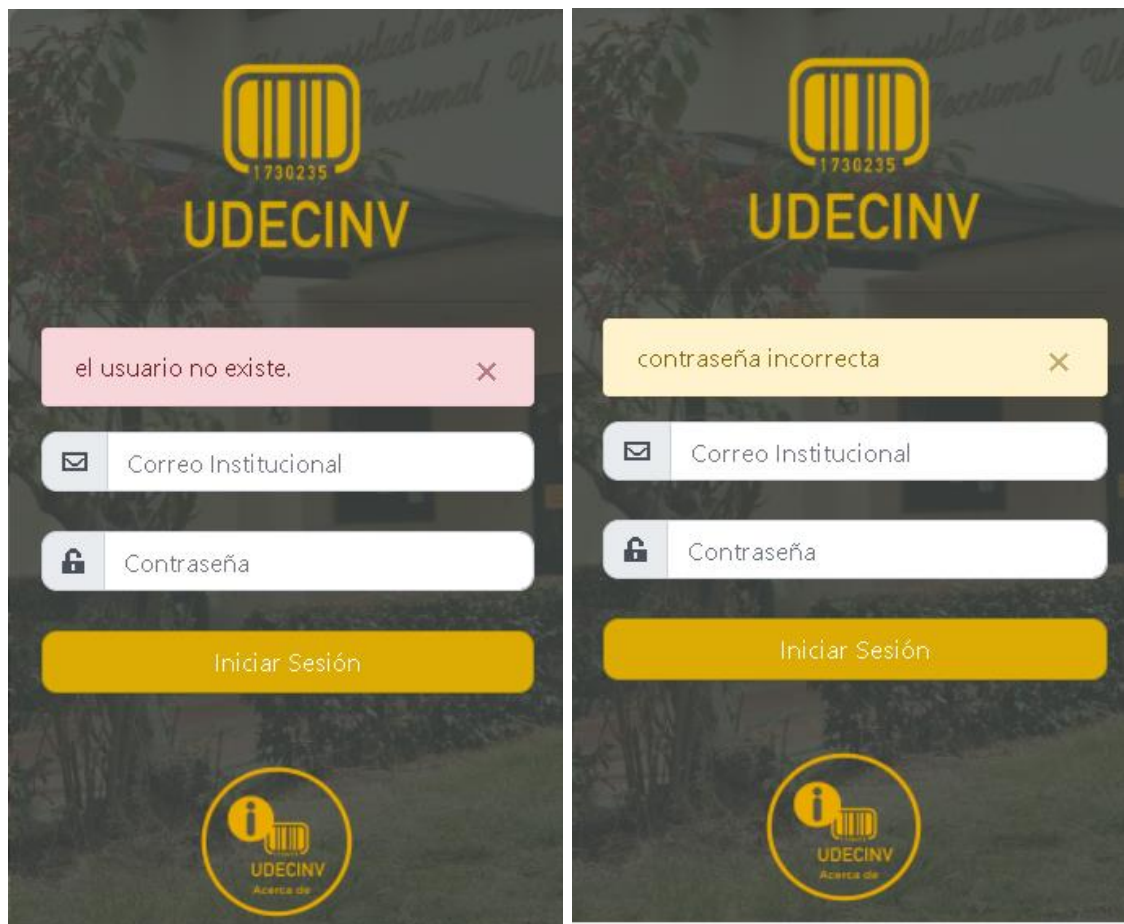 1730235
UDECINV
el usuario no existe.
Correo Institucional
Contraseña
Iniciar Sesión
i
UDECINV
Acerca de
1730235
UDECINV
contraseña incorrecta
Correo Institucional
Contraseña
Iniciar Sesión
i
UDECINV
Acerca de